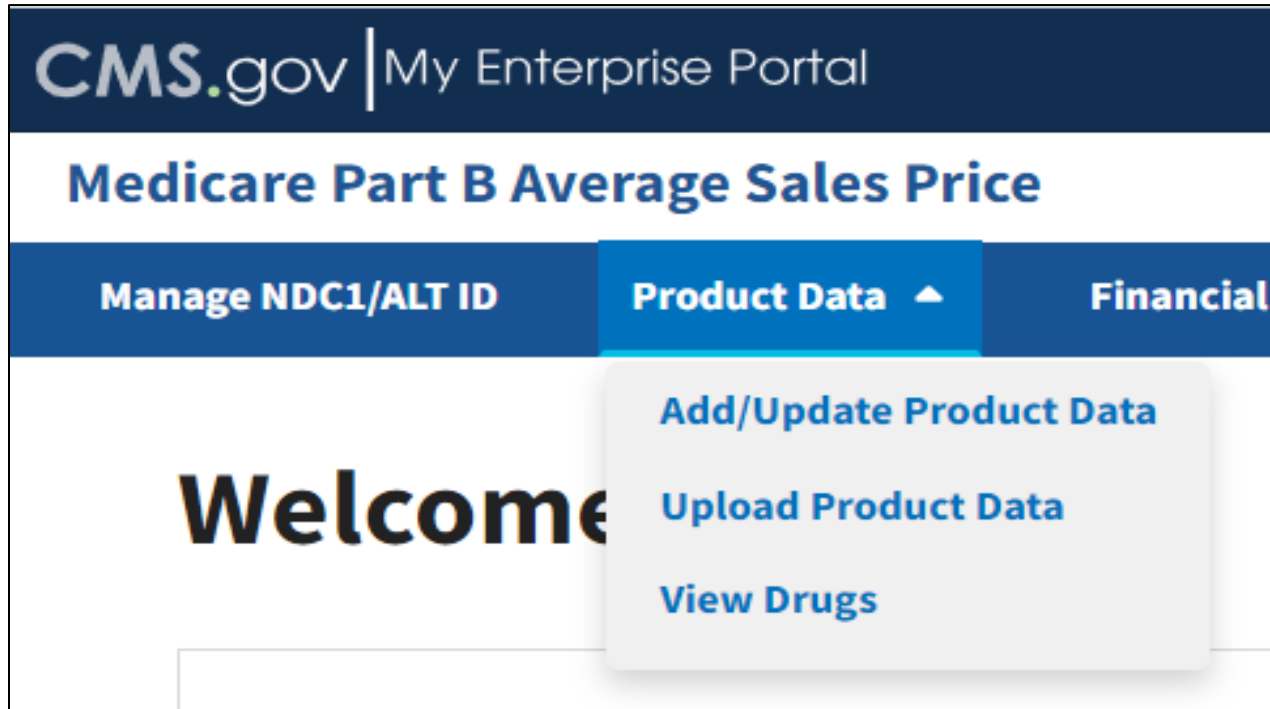 CMS.gov My Enterprise Portal
Medicare Part B Average Sales Price
Manage NDC1/ALT ID Product Data Financial
Add/Update Product Data
Welcome Upload Product Data
View Drugs